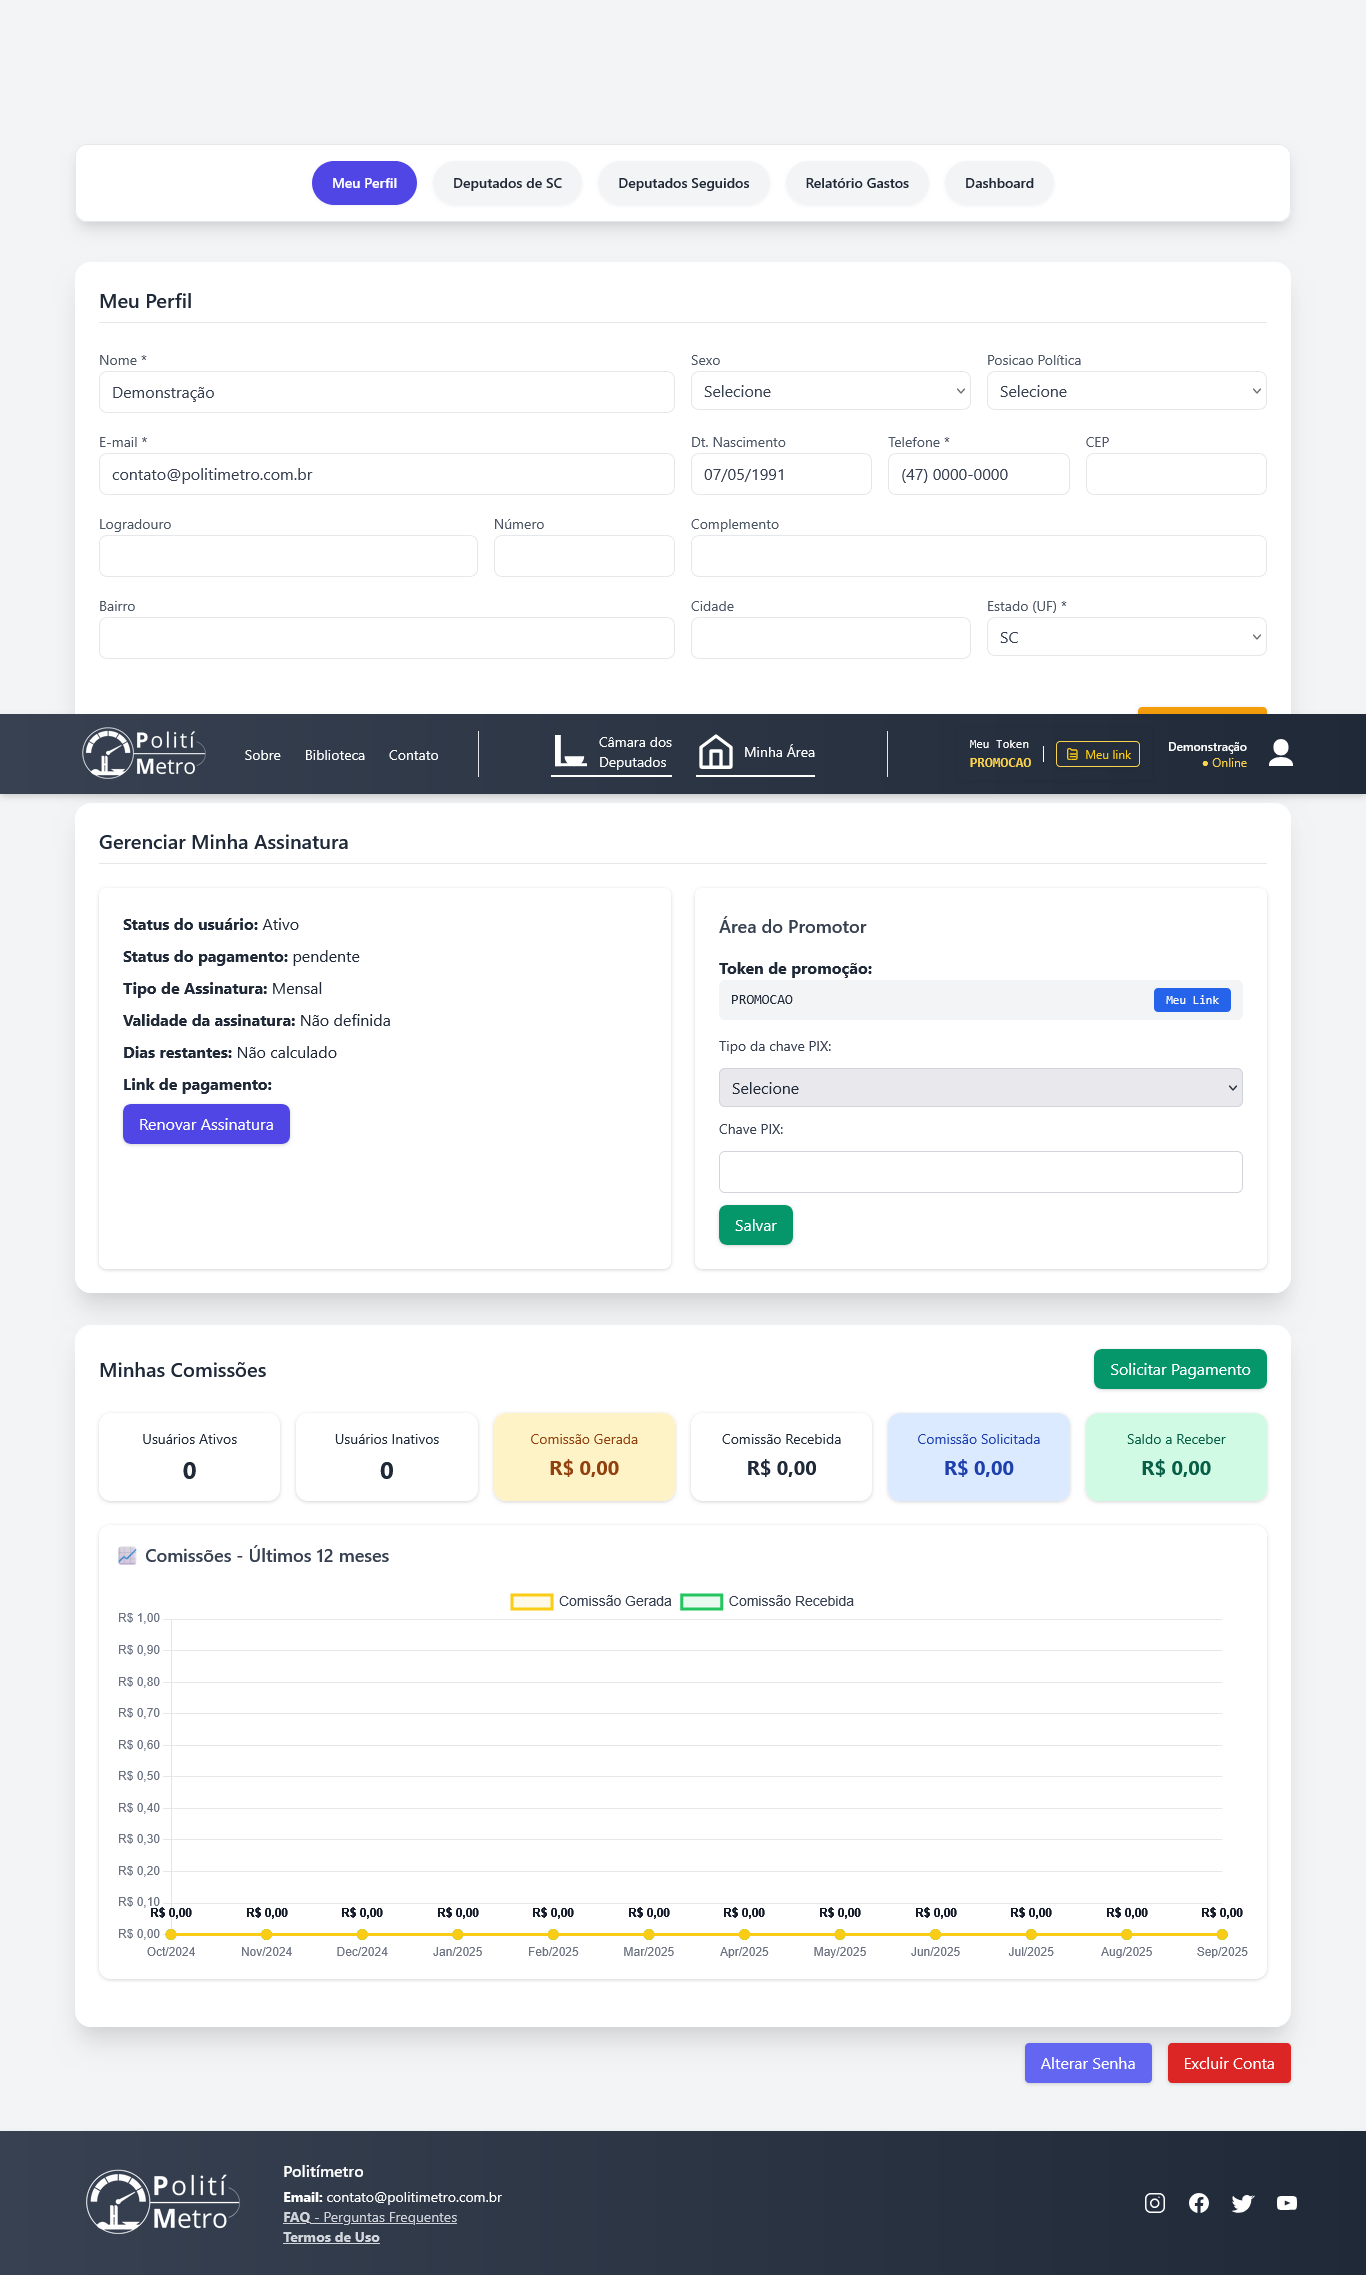 Meu Perfil
Deputados de SC
Deputados Seguidos
Relatório Gastos
Dashboard
Meu Perfil
Nome *
Sexo
Posicao Política
Demonstração
Selecione
Selecione
E-mail *
Dt. Nascimento
Telefone *
CEP
contato@politimetro.com.br
07/05/1991
(47) 0000-0000
Logradouro
Número
Complemento
Bairro
Cidade
Estado (UF) *
SC
Polití
Metro
Sobre
Biblioteca
Contato
Câmara dos
Deputados
Minha Área
Meu Token
PROMOCAO
Meu link
Demonstração
● Online
Gerenciar Minha Assinatura
Status do usuário: Ativo
Status do pagamento: pendente
Tipo de Assinatura: Mensal
Validade da assinatura: Não definida
Dias restantes: Não calculado
Link de pagamento:
Renovar Assinatura
Área do Promotor
Token de promoção:
PROMOCAO
Meu Link
Tipo da chave PIX:
Selecione
Chave PIX:
Salvar
Minhas Comissões
Solicitar Pagamento
Usuários Ativos
0
Usuários Inativos
0
Comissão Gerada
R$ 0,00
Comissão Recebida
R$ 0,00
Comissão Solicitada
R$ 0,00
Saldo a Receber
R$ 0,00
Comissões - Últimos 12 meses
Comissão Gerada
Comissão Recebida
R$ 1,00
R$ 0,90
R$ 0,80
R$ 0,70
R$ 0,60
R$ 0,50
R$ 0,40
R$ 0,30
R$ 0,20
R$ 0,10
R$ 0,00 R$ 0,00 R$ 0,00 R$ 0,00 R$ 0,00 R$ 0,00 R$ 0,00 R$ 0,00 R$ 0,00 R$ 0,00 R$ 0,00 R$ 0,00
R$ 0,00
Oct/2024 Nov/2024 Dec/2024 Jan/2025 Feb/2025 Mar/2025 Apr/2025 May/2025 Jun/2025 Jul/2025 Aug/2025 Sep/2025
Alterar Senha
Excluir Conta
Polití
Metro
Politímetro
Email: contato@politimetro.com.br
FAQ - Perguntas Frequentes
Termos de Uso